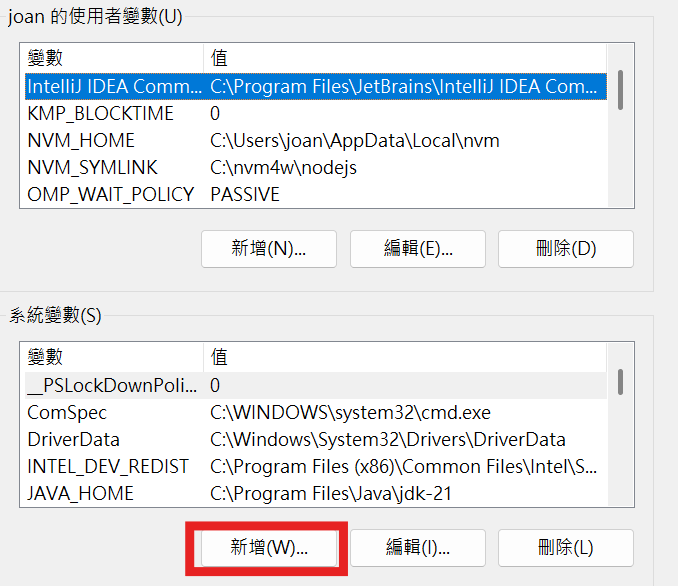 joan 的使用者變數(U)
變數 值
IntelliJ IDEA Comm... C:\Program Files\JetBrains\IntelliJ IDEA Com...
KMP_BLOCKTIME 0
NVM_HOME C:\Users\joan\AppData\Local\nvm
NVM_SYMLINK C:\nvm4w\nodejs
OMP_WAIT_POLICY PASSIVE
新增(N)... 編輯(E)... 刪除(D)
系統變數(S)
變數 值
__PSLockDownPoli... 0
ComSpec C:\WINDOWS\system32\cmd.exe
DriverData C:\Windows\System32\Drivers\DriverData
INTEL_DEV_REDIST C:\Program Files (x86)\Common Files\Intel\S...
JAVA_HOME C:\Program Files\Java\jdk-21
新增(W)... 編輯(I)... 刪除(L)